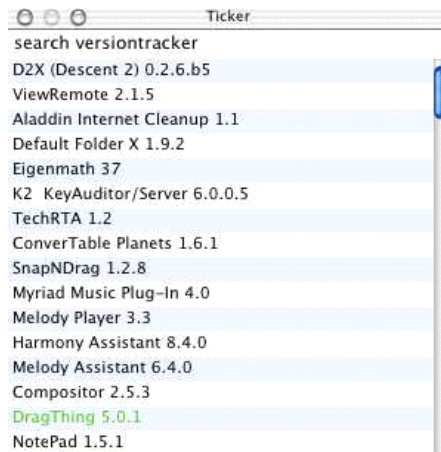 Ticker
search versiontracker
D2X (Descent 2) 0.2.6.b5
ViewRemote 2.1.5
Aladdin Internet Cleanup 1.1
Default Folder X 1.9.2
Eigenmath 37
K2  KeyAuditor/Server 6.0.0.5
TechRTA 1.2
ConverTable Planets 1.6.1
SnapNDrag 1.2.8
Myriad Music Plug-In 4.0
Melody Player 3.3
Harmony Assistant 8.4.0
Melody Assistant 6.4.0
Compositor 2.5.3
DragThing 5.0.1
NotePad 1.5.1